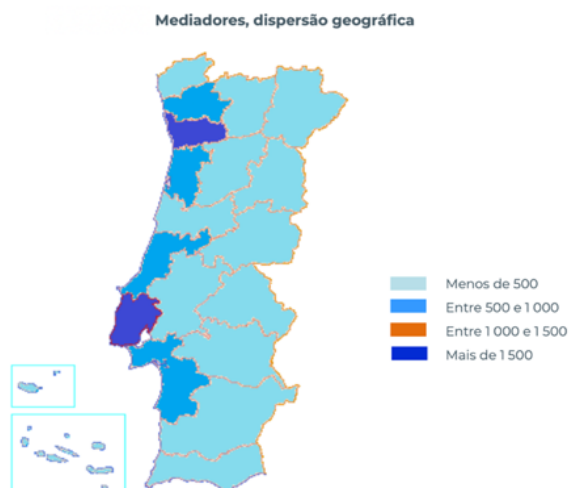 Mediadores, dispersão geográfica
Menos de 500
Entre 500 e 1 000
Entre 1 000 e 1 500
Mais de 1 500